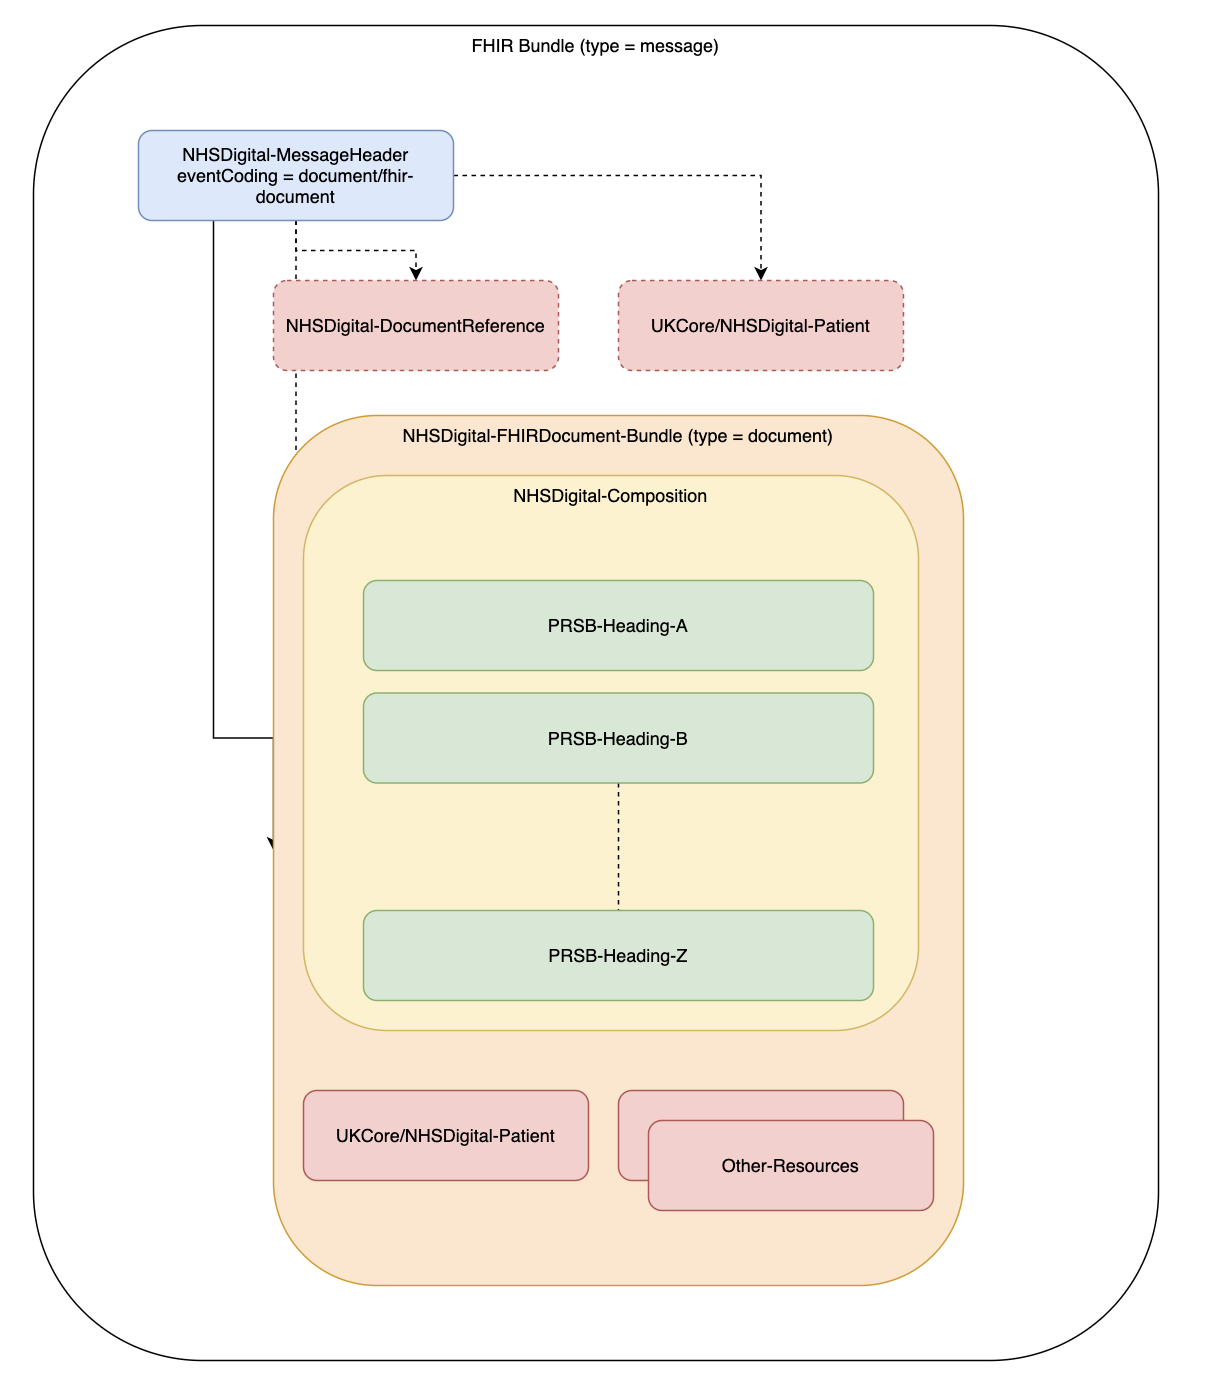 FHIR Bundle (type = message)
NHSDigital-MessageHeader
eventCoding = document/fhir-
document
NHSDigital-DocumentReference
UKCore/NHSDigital-Patient
NHSDigital-FHIRDocument-Bundle (type = document)
NHSDigital-Composition
PRSB-Heading-A
PRSB-Heading-B
PRSB-Heading-Z
UKCore/NHSDigital-Patient
Other-Resources